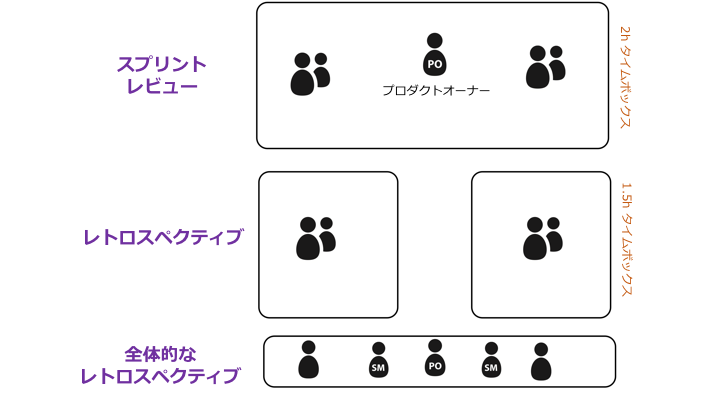 スプリント
レビュー
PO
プロダクトオーナー
2h タイムボックス
レトロスペクティブ
1.5h タイムボックス
全体的な
レトロスペクティブ
SM
PO
SM